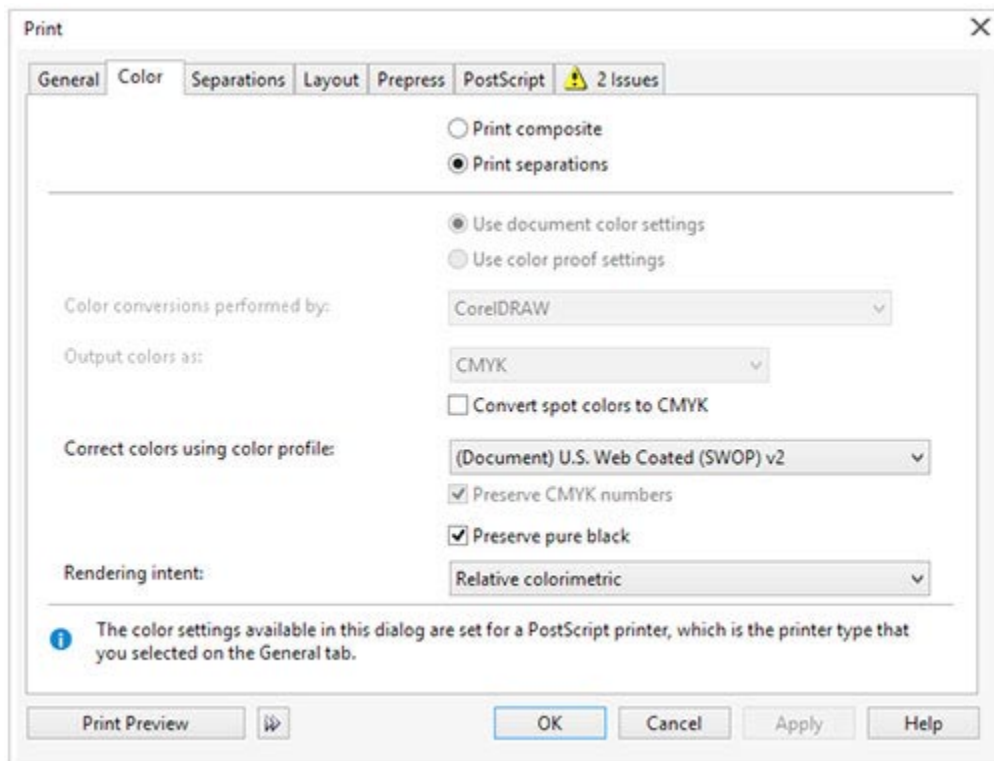 Print
General Color Separations Layout Prepress PostScript 2 Issues
Print composite
Print separations
Use document color settings
Use color proof settings
Color conversions performed by: CorelDRAW
Output colors as: CMYK
Convert spot colors to CMYK
Correct colors using color profile: (Document) U.S. Web Coated (SWOP) v2
Preserve CMYK numbers
Preserve pure black
Rendering intent: Relative colorimetric
The color settings available in this dialog are set for a PostScript printer, which is the printer type that
you selected on the General tab.
Print Preview OK Cancel Apply Help